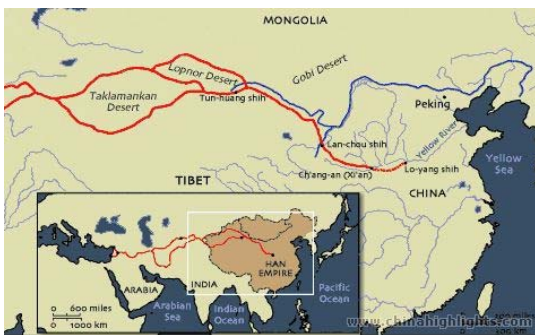 MONGOLIA
Lopnor Desert
Gobi Desert
Taklamankan
Desert
Tun-huang shih
Peking
Lan-chou shih
Yellow River
Yellow
Sea
TIBET
Ch'ang-an (Xi'an)
Lo-yang shih
CHINA
HAN
EMPIRE
ARABIA
INDIA
Pacific
Ocean
Arabian
Sea
Indian
Ocean
0 600 miles
0 1000 km
www.chinahighlights.com